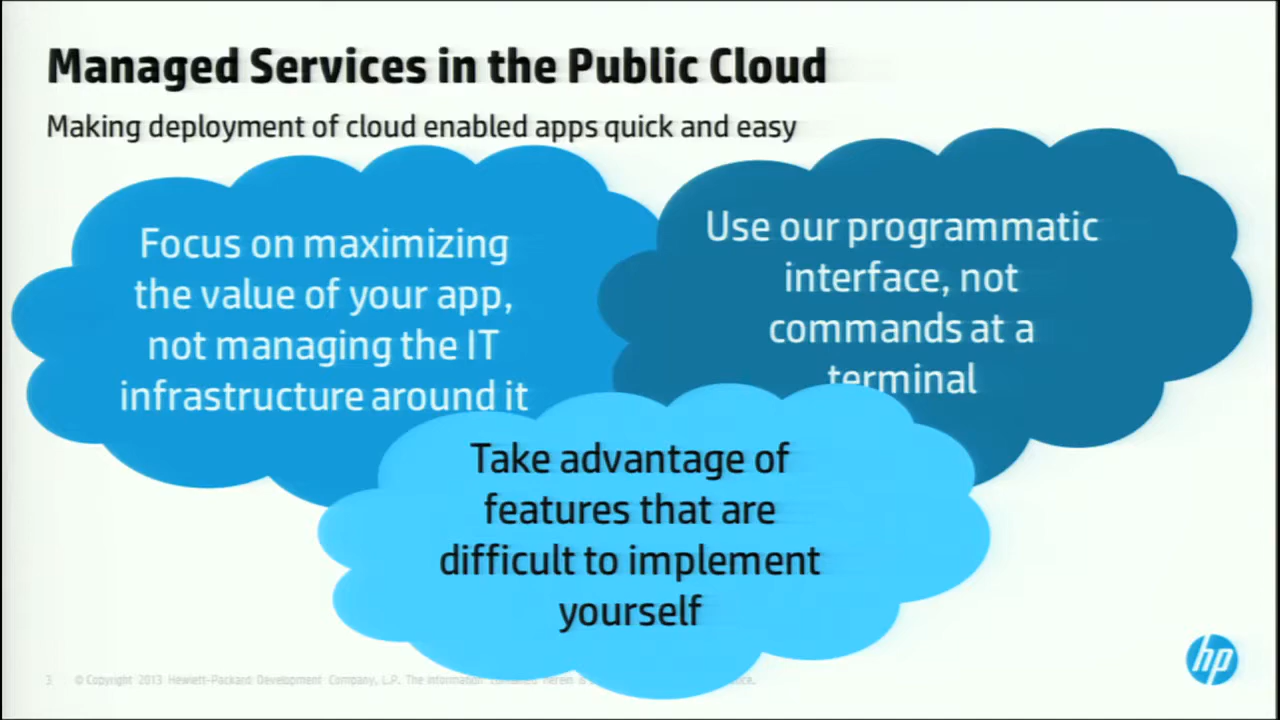 Managed Services in the Public Cloud
Making deployment of cloud enabled apps quick and easy
Focus on maximizing
the value of your app,
not managing the IT
infrastructure around it
Use our programmatic
interface, not
commands at a
terminal
Take advantage of
features that are
difficult to implement
yourself
hp
© Copyright 2013 Hewlett-Packard Development Company, L.P. The information